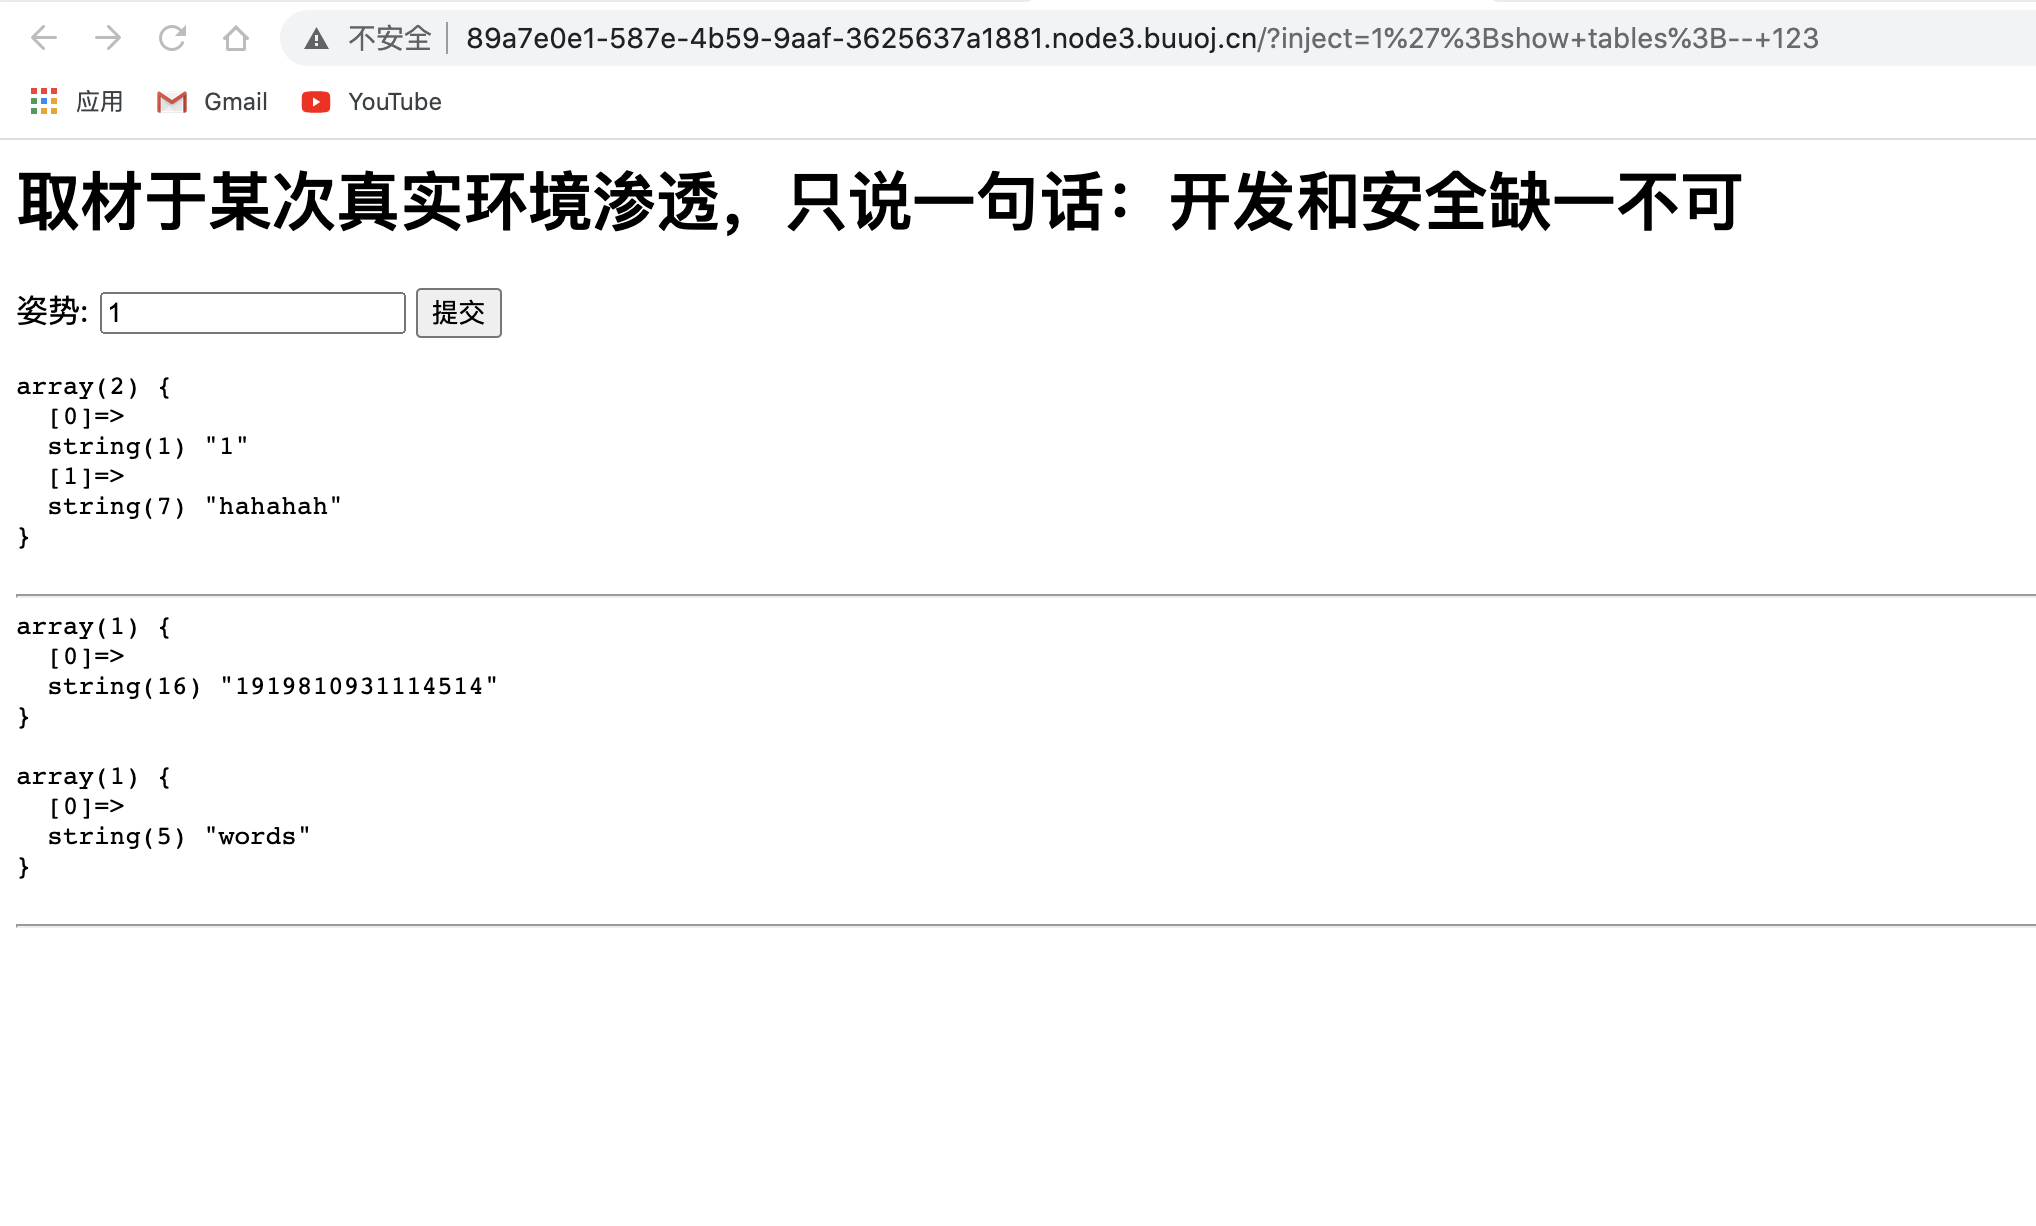 不安全 89a7e0e1-587e-4b59-9aaf-3625637a1881.node3.buuoj.cn/?inject=1%27%3Bshow+tables%3B--+123
应用 Gmail YouTube
取材于某次真实环境渗透，只说一句话：开发和安全缺一不可
姿势: 1 提交
array(2) {
  [0]=>
  string(1) "1"
  [1]=>
  string(7) "hahahah"
}
array(1) {
  [0]=>
  string(16) "1919810931114514"
}
array(1) {
  [0]=>
  string(5) "words"
}